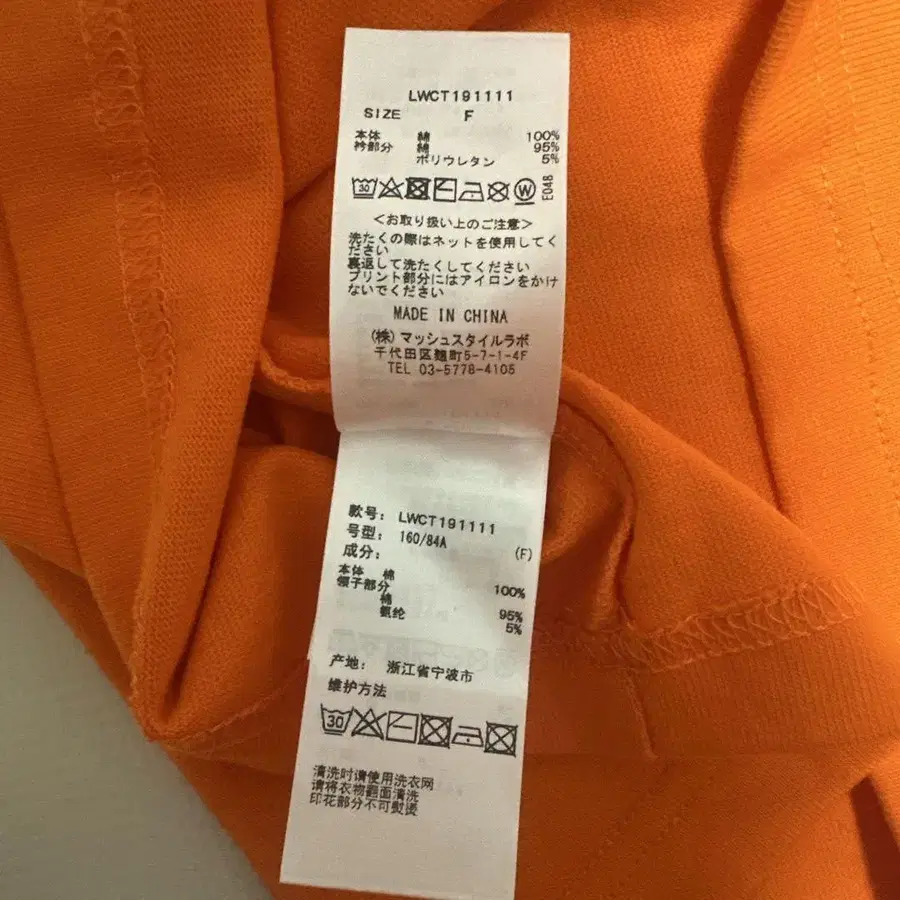 LWCT191111
SIZE F
本体 綿 100%
衿部分 綿 95%
ポリウレタン 5%
30 W E048
<お取り扱い上のご注意>
洗たくの際はネットを使用してく
ださい
裏返して洗たくしてください
プリント部分にはアイロンをかけ
ないでください
MADE IN CHINA
(株)マッシュスタイルラボ
千代田区麹町5-7-1-4F
TEL 03-5778-4105
款号: LWCT191111
号型: 160/84A (F)
成分:
本体 棉 100%
领子部分
棉 95%
氨纶 5%
产地: 浙江省宁波市
维护方法
30
清洗时请使用洗衣网
请将衣物翻面清洗
印花部分不可熨烫